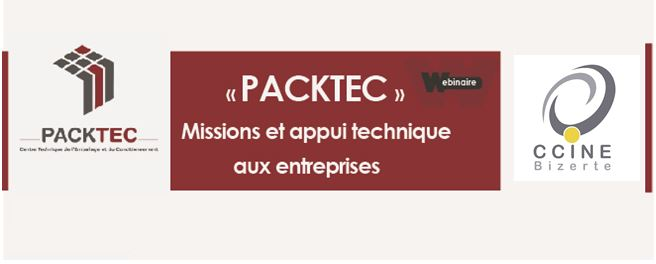 PACKTEC
Centre Technique de l'Emballage et du Conditionnement
« PACKTEC »
Webinaire
Missions et appui technique
aux entreprises
CCINE
Bizerte